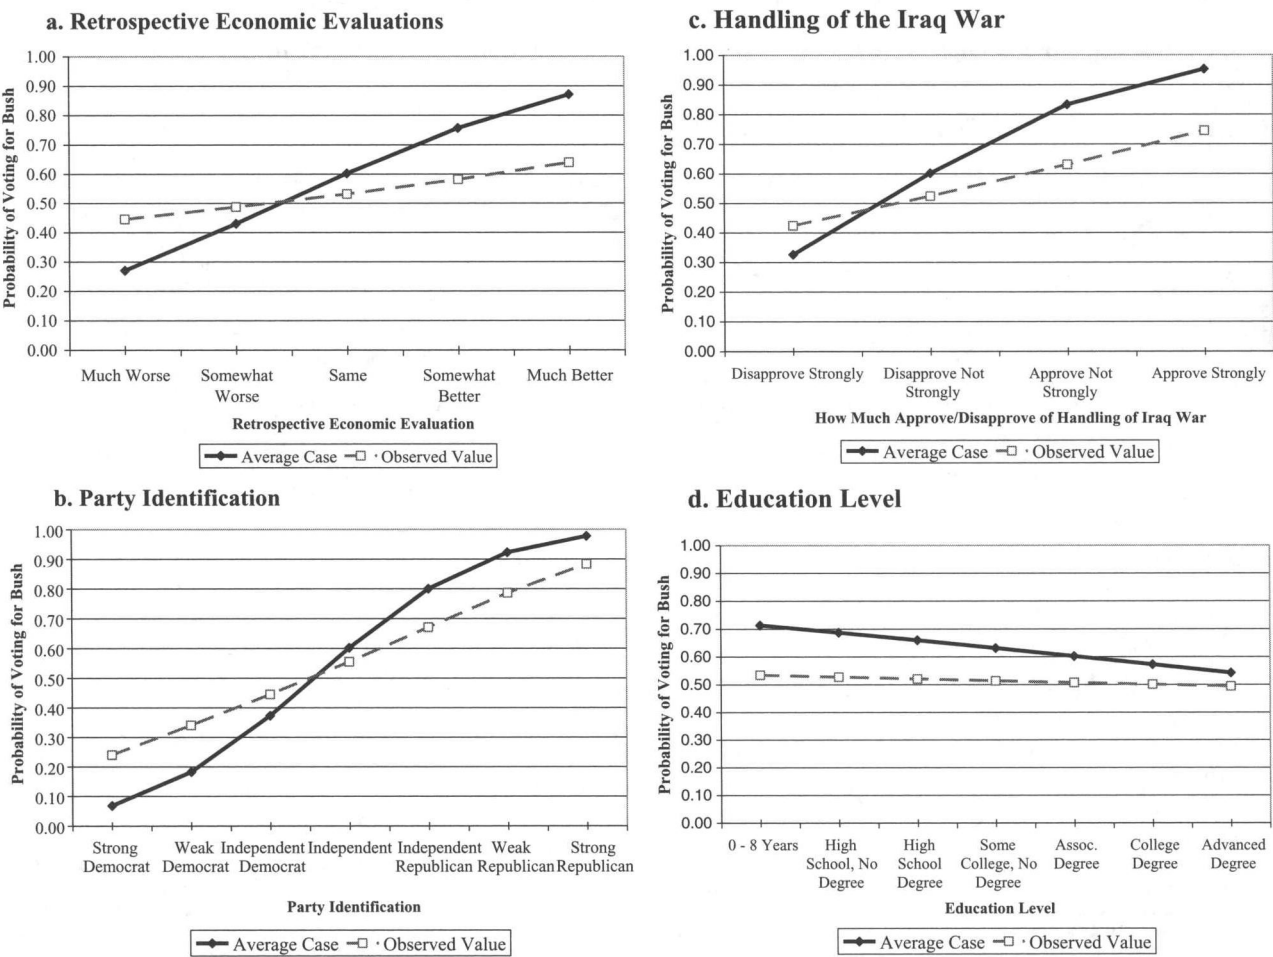 a. Retrospective Economic Evaluations
Probability of Voting for Bush
1.00
0.90
0.80
0.70
0.60
0.50
0.40
0.30
0.20
0.10
0.00
Much Worse
Somewhat
Worse
Same
Somewhat
Better
Much Better
Retrospective Economic Evaluation
Average Case
Observed Value
b. Party Identification
Probability of Voting for Bush
1.00
0.90
0.80
0.70
0.60
0.50
0.40
0.30
0.20
0.10
0.00
Strong
Democrat
Weak
Democrat
Independent
Democrat
Independent
Independent
Republican
Weak
Republican
Strong
Republican
Party Identification
Average Case
Observed Value
c. Handling of the Iraq War
Probability of Voting for Bush
1.00
0.90
0.80
0.70
0.60
0.50
0.40
0.30
0.20
0.10
0.00
Disapprove Strongly
Disapprove Not
Strongly
Approve Not
Strongly
Approve Strongly
How Much Approve/Disapprove of Handling of Iraq War
Average Case
Observed Value
d. Education Level
Probability of Voting for Bush
1.00
0.90
0.80
0.70
0.60
0.50
0.40
0.30
0.20
0.10
0.00
0 - 8 Years
High
School, No
Degree
High
School
Degree
Some
College, No
Degree
Assoc.
Degree
College
Degree
Advanced
Degree
Education Level
Average Case
Observed Value